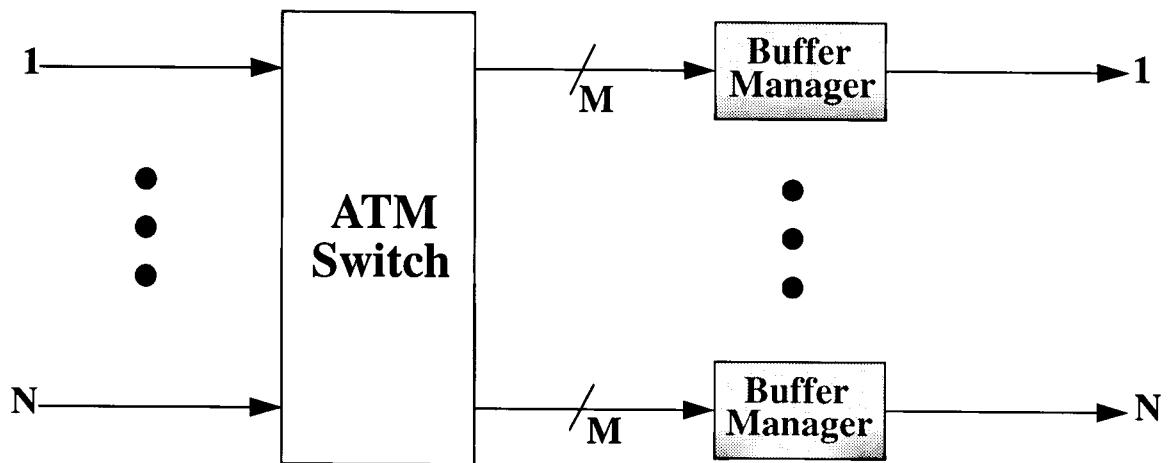 1
M
Buffer
Manager
1
ATM
Switch
N
M
Buffer
Manager
N